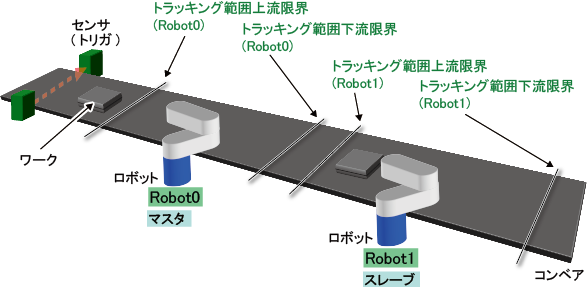 センサ
(トリガ)
トラッキング範囲上流限界
(Robot0)
トラッキング範囲下流限界
(Robot0)
トラッキング範囲上流限界
(Robot1)
トラッキング範囲下流限界
(Robot1)
ワーク
ロボット
Robot0
マスタ
ロボット
Robot1
スレーブ
コンベア